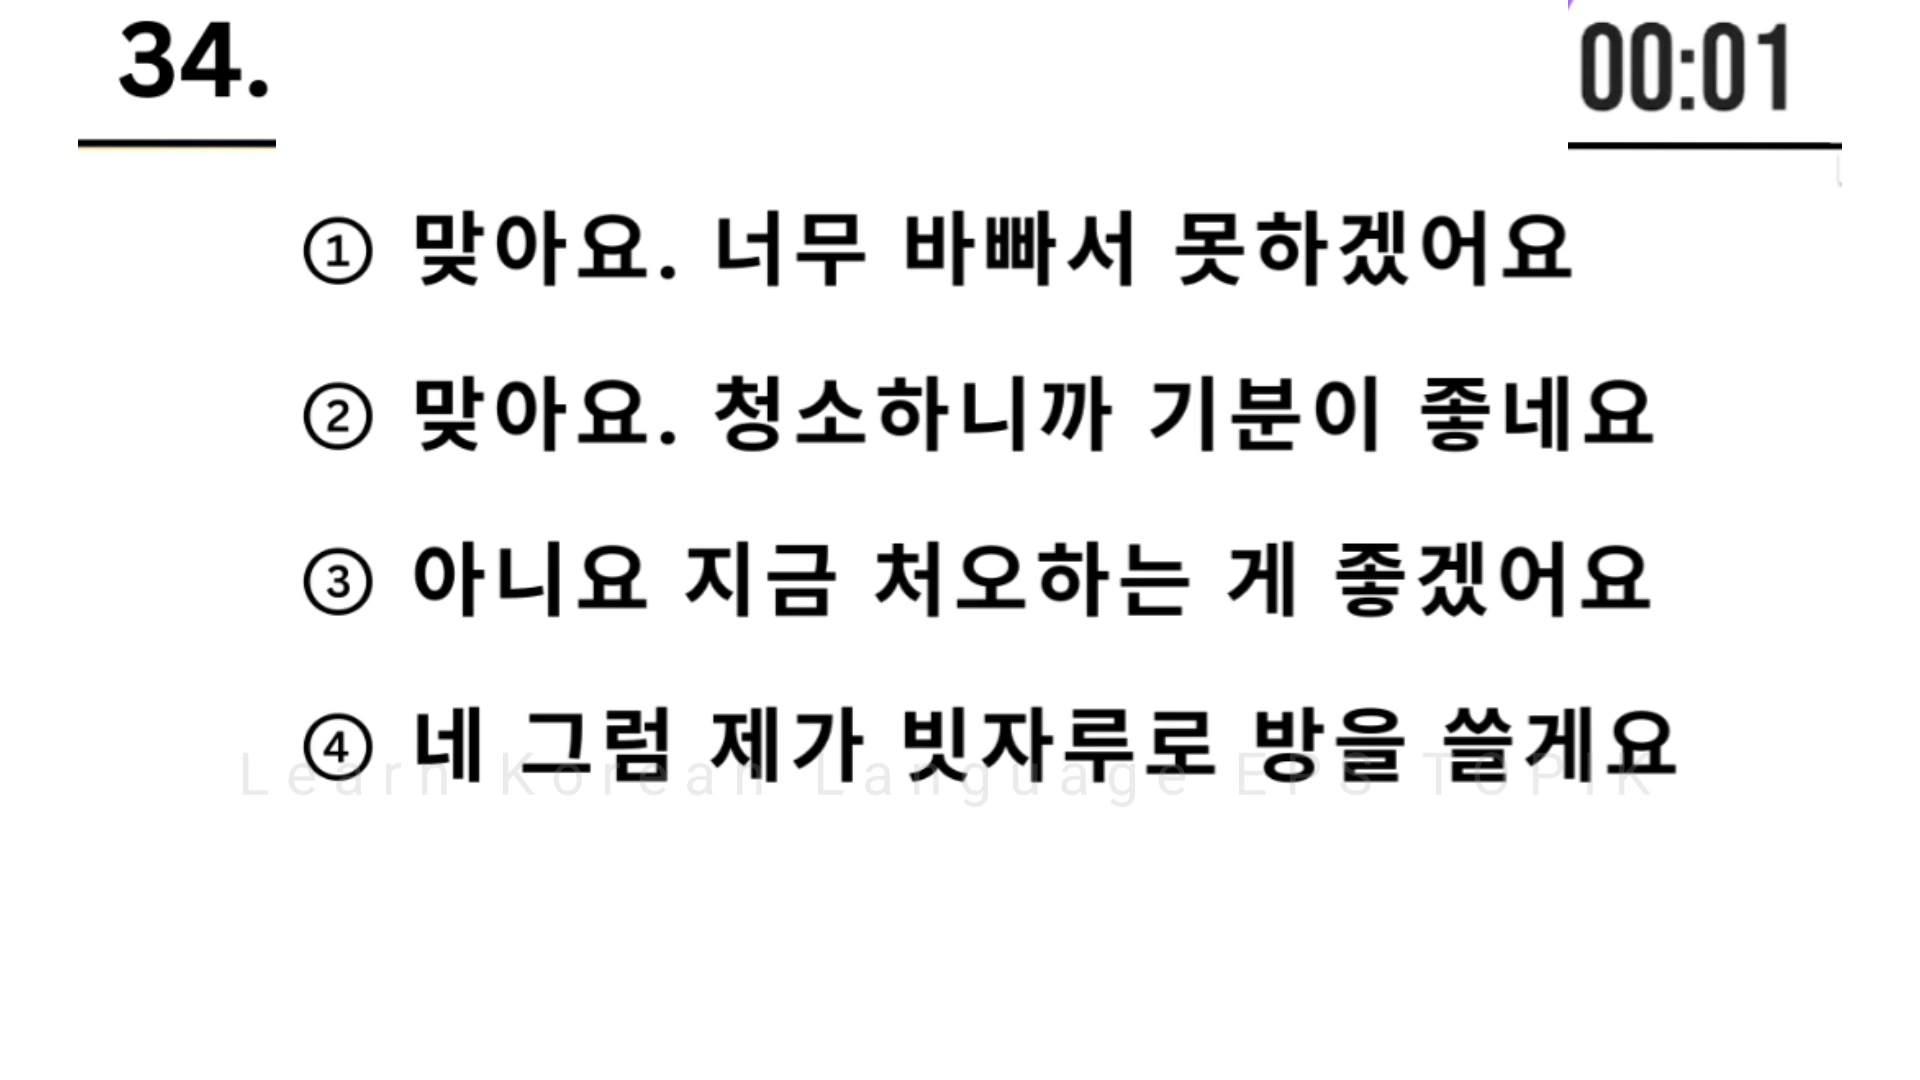 34.
00:01
① 맞아요. 너무 바빠서 못하겠어요
② 맞아요. 청소하니까 기분이 좋네요
③ 아니요 지금 처오하는 게 좋겠어요
④ 네 그럼 제가 빗자루로 방을 쓸게요
Learn Korean Language EPS TOPIK